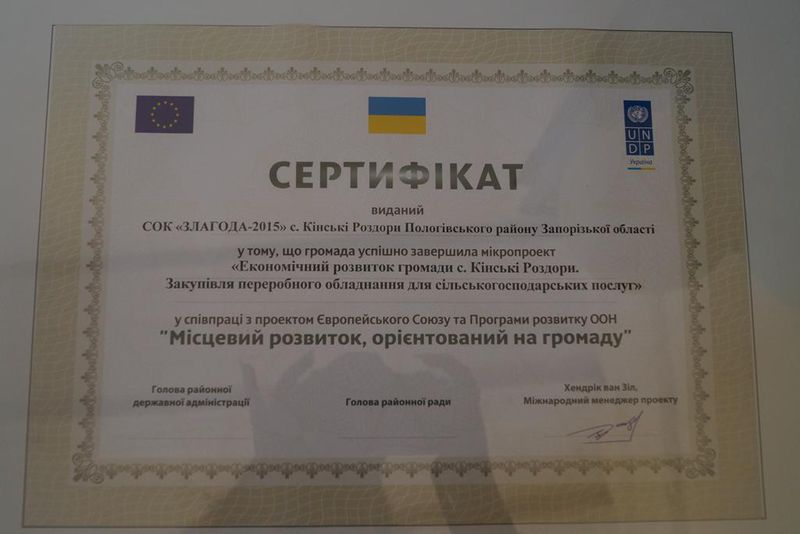 UN
DP
Україна
СЕРТИФІКАТ
виданий
СОК «ЗЛАГОДА-2015» с. Кінські Роздори Пологівського району Запорізької області
у тому, що громада успішно завершила мікропроект
«Економічний розвиток громади с. Кінські Роздори.
Закупівля переробного обладнання для сільськогосподарських послуг»
у співпраці з проектом Європейського Союзу та Програми розвитку ООН
"Місцевий розвиток, орієнтований на громаду"
Голова районної
державної адміністрації
Голова районної ради
Хендрік ван Зіл,
Міжнародний менеджер проекту